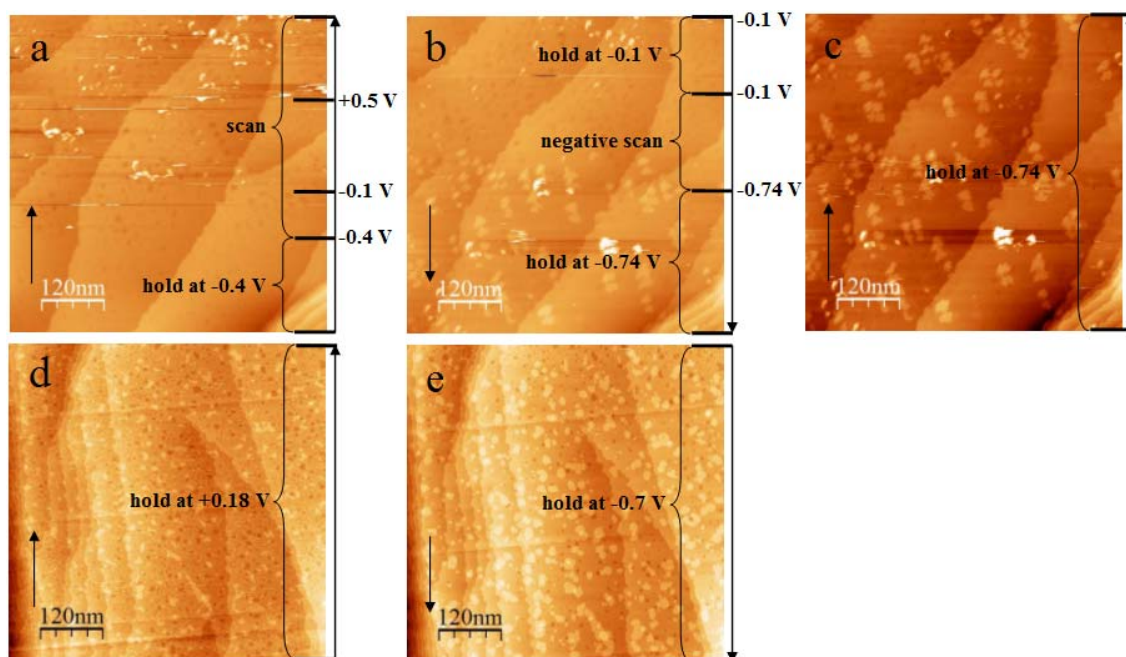 a
scan
+0.5 V
-0.1 V
-0.4 V
hold at -0.4 V
120nm
b
hold at -0.1 V
-0.1 V
-0.1 V
negative scan
-0.74 V
hold at -0.74 V
120nm
c
hold at -0.74 V
120nm
d
hold at +0.18 V
120nm
e
hold at -0.7 V
120nm